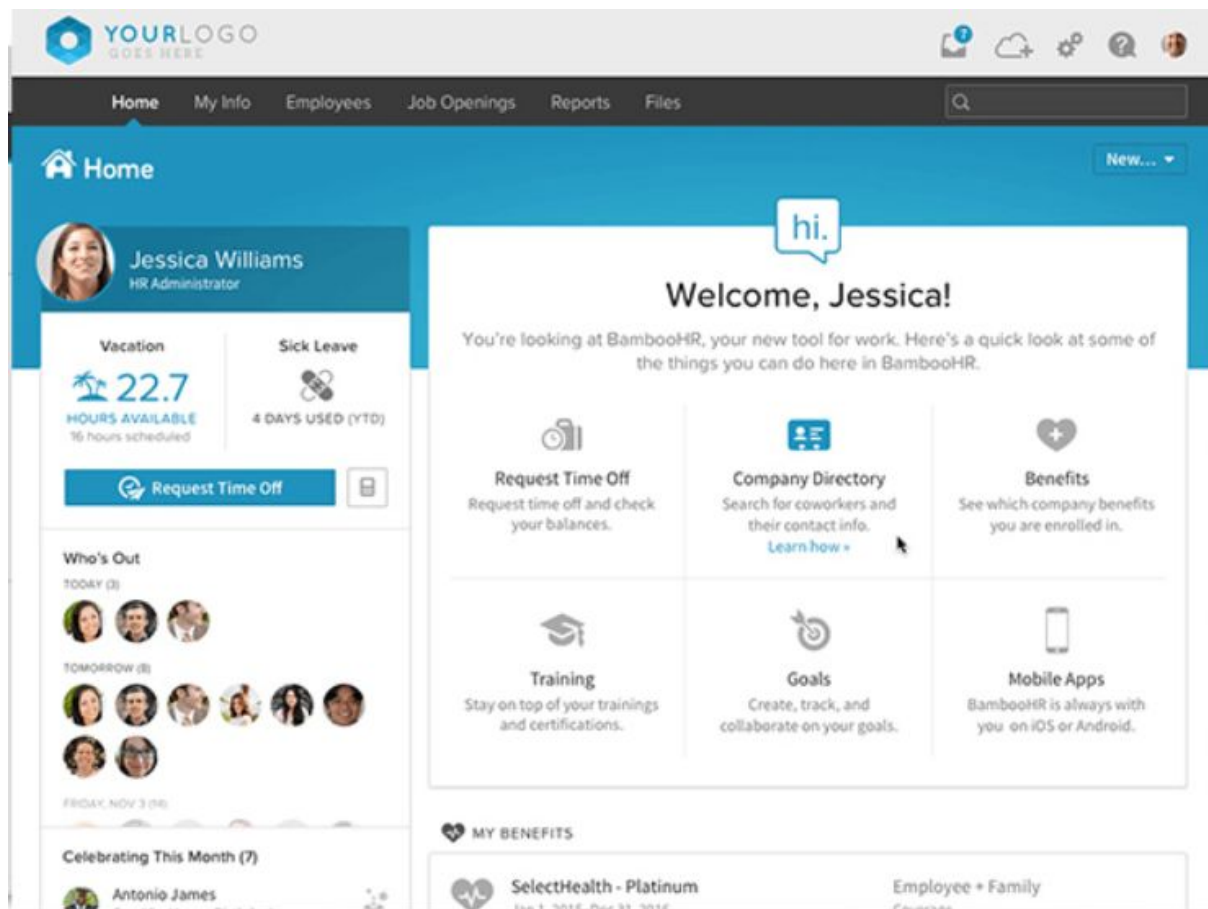 YOURLOGO
GOES HERE
7
Home My Info Employees Job Openings Reports Files
Home
New...
Jessica Williams
HR Administrator
Vacation
22.7
HOURS AVAILABLE
16 hours scheduled
Sick Leave
4 DAYS USED (YTD)
Request Time Off
Who's Out
TODAY (3)
TOMORROW (8)
FRIDAY, NOV 3 (14)
Celebrating This Month (7)
Antonio James
hi.
Welcome, Jessica!
You're looking at BambooHR, your new tool for work. Here's a quick look at some of
the things you can do here in BambooHR.
Request Time Off
Request time off and check
your balances.
Company Directory
Search for coworkers and
their contact info.
Learn how »
Benefits
See which company benefits
you are enrolled in.
Training
Stay on top of your trainings
and certifications.
Goals
Create, track, and
collaborate on your goals.
Mobile Apps
BambooHR is always with
you on iOS or Android.
MY BENEFITS
SelectHealth - Platinum
Employee + Family